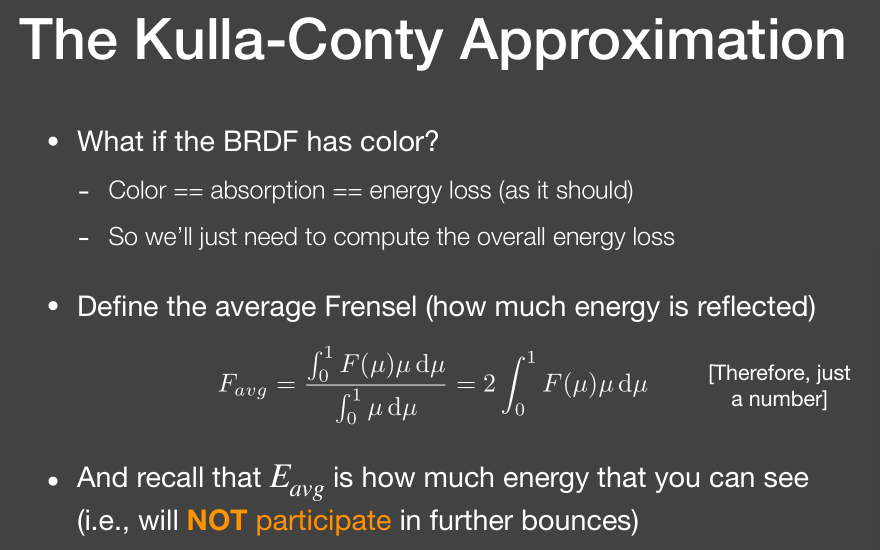 The Kulla-Conty Approximation
• What if the BRDF has color?
- Color == absorption == energy loss (as it should)
- So we'll just need to compute the overall energy loss
• Define the average Frensel (how much energy is reflected)
F_{avg} = \frac{\int_0^1 F(\mu)\mu \, d\mu}{\int_0^1 \mu \, d\mu} = 2 \int_0^1 F(\mu)\mu \, d\mu
[Therefore, just
a number]
• And recall that E_{avg} is how much energy that you can see
(i.e., will NOT participate in further bounces)